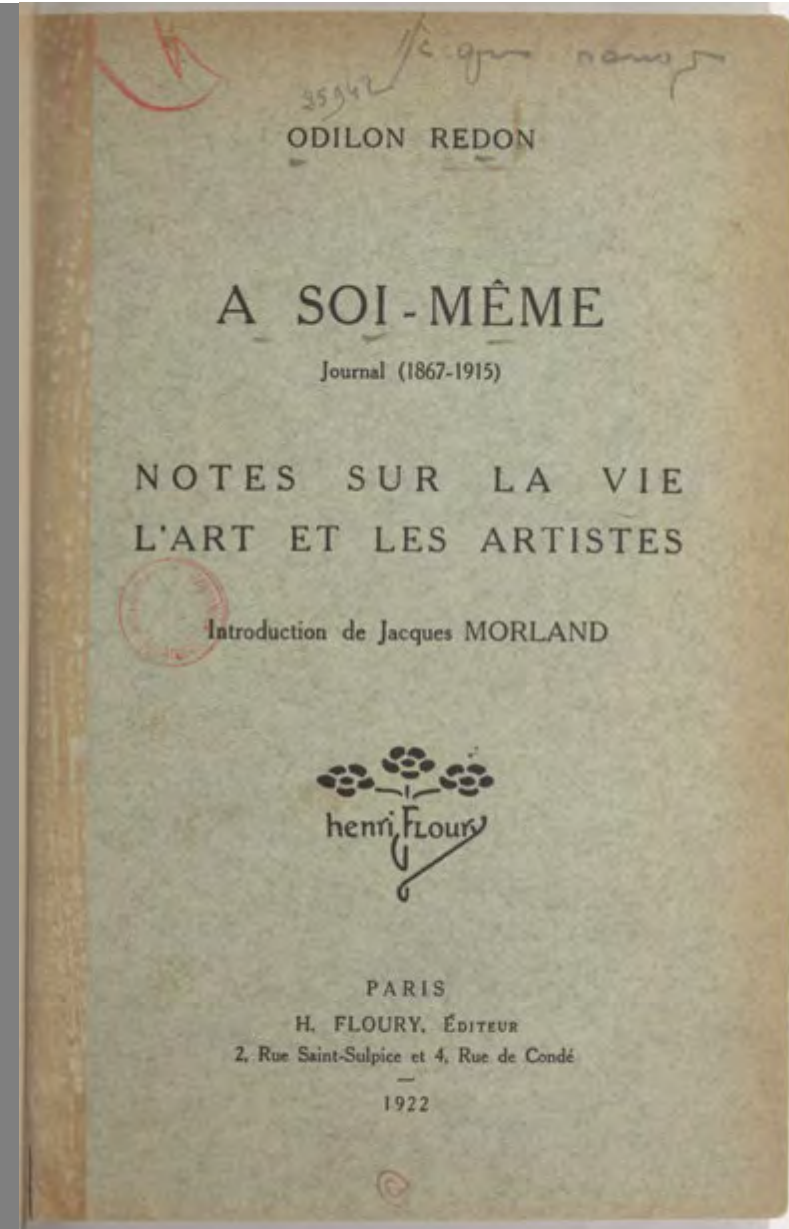 25942
ODILON REDON
A SOI-MÊME
Journal (1867-1915)
NOTES SUR LA VIE
L'ART ET LES ARTISTES
Introduction de Jacques MORLAND
henri FLoury
PARIS
H. FLOURY, ÉDITEUR
2, Rue Saint-Sulpice et 4, Rue de Condé
1922